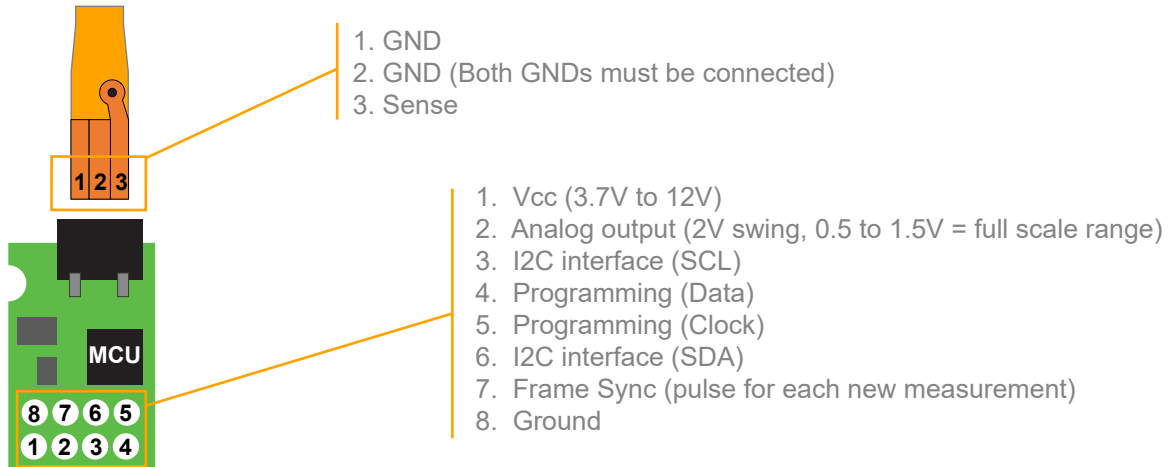 1. GND
2. GND (Both GNDs must be connected)
3. Sense
1 2 3
1. Vcc (3.7V to 12V)
2. Analog output (2V swing, 0.5 to 1.5V = full scale range)
3. I2C interface (SCL)
4. Programming (Data)
5. Programming (Clock)
6. I2C interface (SDA)
7. Frame Sync (pulse for each new measurement)
8. Ground
MCU
8 7 6 5
1 2 3 4